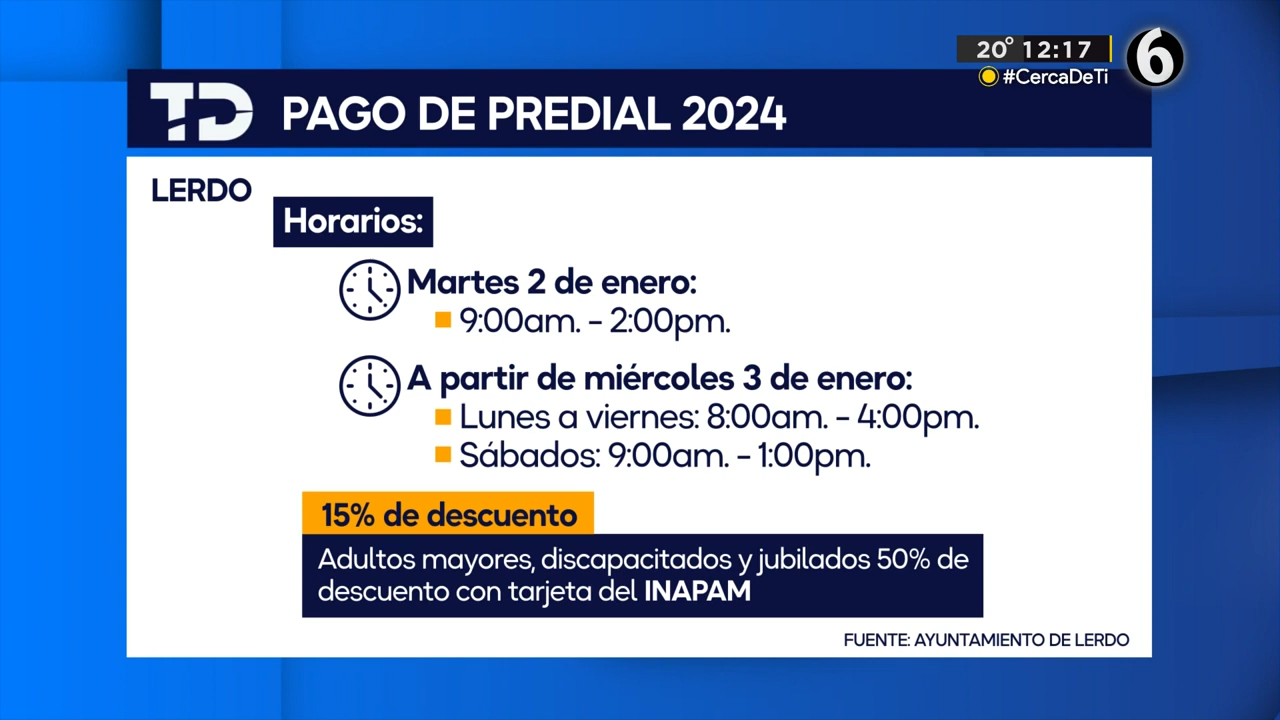 20° 12:17
6
#CercaDeTi
TD PAGO DE PREDIAL 2024
LERDO
Horarios:
Martes 2 de enero:
9:00am. - 2:00pm.
A partir de miércoles 3 de enero:
Lunes a viernes: 8:00am. - 4:00pm.
Sábados: 9:00am. - 1:00pm.
15% de descuento
Adultos mayores, discapacitados y jubilados 50% de
descuento con tarjeta del INAPAM
FUENTE: AYUNTAMIENTO DE LERDO